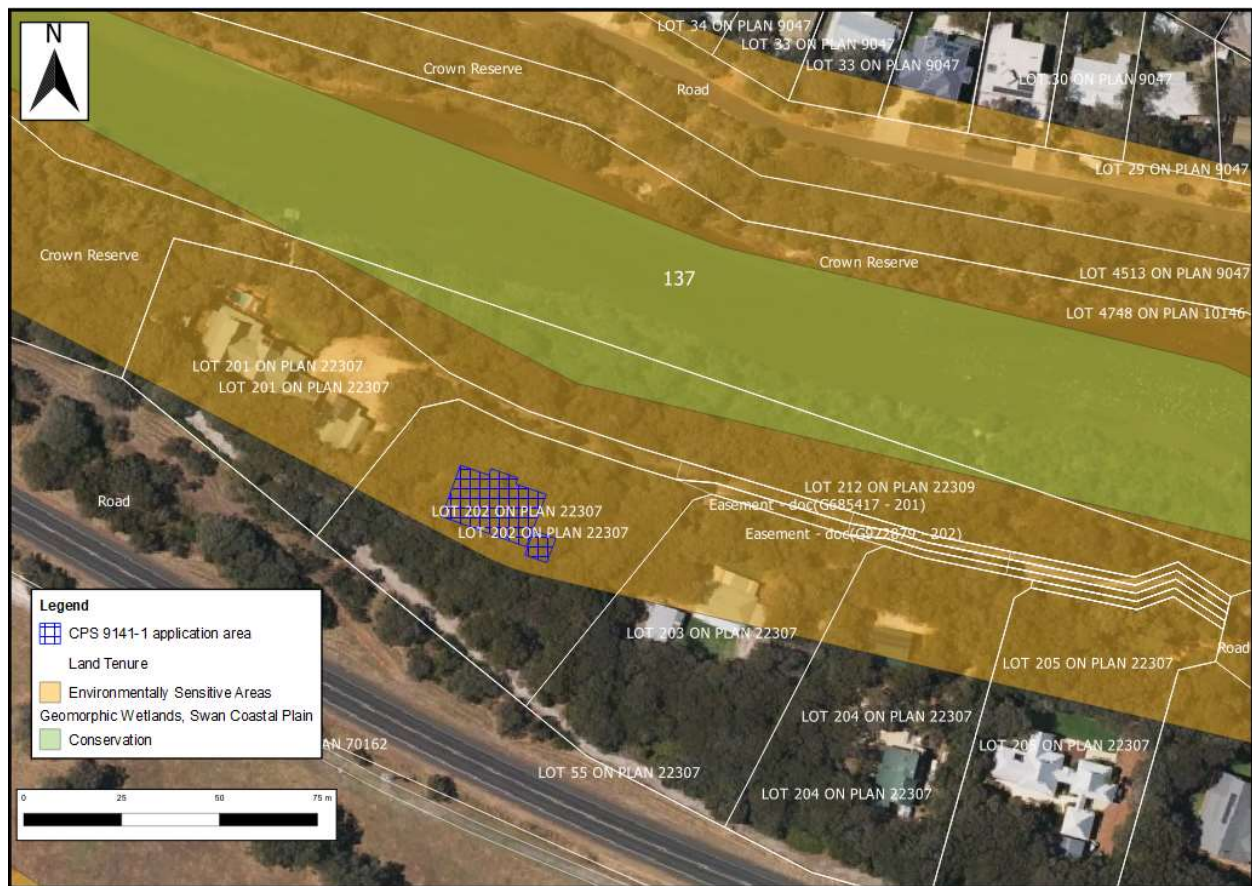 N
LOT 34 ON PLAN 9047
LOT 33 ON PLAN 9047
LOT 33 ON PLAN 9047
LOT 30 ON PLAN 9047
Crown Reserve
Road
LOT 29 ON PLAN 9047
Crown Reserve
Crown Reserve
137
LOT 4513 ON PLAN 9047
LOT 4748 ON PLAN 10146
LOT 201 ON PLAN 22307
LOT 201 ON PLAN 22307
Road
LOT 202 ON PLAN 22307
LOT 202 ON PLAN 22307
LOT 212 ON PLAN 22309
Easement - doc(G685417 - 201)
Easement - doc(G922879 - 202)
LOT 203 ON PLAN 22307
Road
LOT 205 ON PLAN 22307
LOT 204 ON PLAN 22307
LOT 205 ON PLAN 22307
LOT 55 ON PLAN 22307
LOT 204 ON PLAN 22307
AN 70162
Legend
CPS 9141-1 application area
Land Tenure
Environmentally Sensitive Areas
Geomorphic Wetlands, Swan Coastal Plain
Conservation
0 25 50 75 m